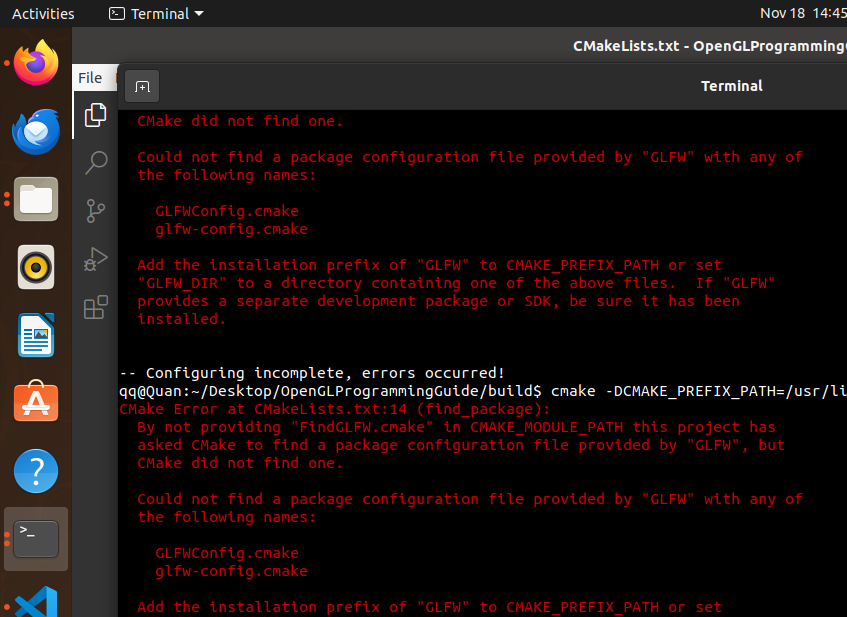 Activities Terminal Nov 18 14:45
CMakeLists.txt - OpenGLProgramming
File
Terminal
CMake did not find one.
Could not find a package configuration file provided by "GLFW" with any of
the following names:
GLFWConfig.cmake
glfw-config.cmake
Add the installation prefix of "GLFW" to CMAKE_PREFIX_PATH or set
"GLFW_DIR" to a directory containing one of the above files.  If "GLFW"
provides a separate development package or SDK, be sure it has been
installed.
-- Configuring incomplete, errors occurred!
qq@Quan:~/Desktop/OpenGLProgrammingGuide/build$ cmake -DCMAKE_PREFIX_PATH=/usr/li
CMake Error at CMakeLists.txt:14 (find_package):
By not providing "FindGLFW.cmake" in CMAKE_MODULE_PATH this project has
asked CMake to find a package configuration file provided by "GLFW", but
CMake did not find one.
Could not find a package configuration file provided by "GLFW" with any of
the following names:
GLFWConfig.cmake
glfw-config.cmake
Add the installation prefix of "GLFW" to CMAKE_PREFIX_PATH or set